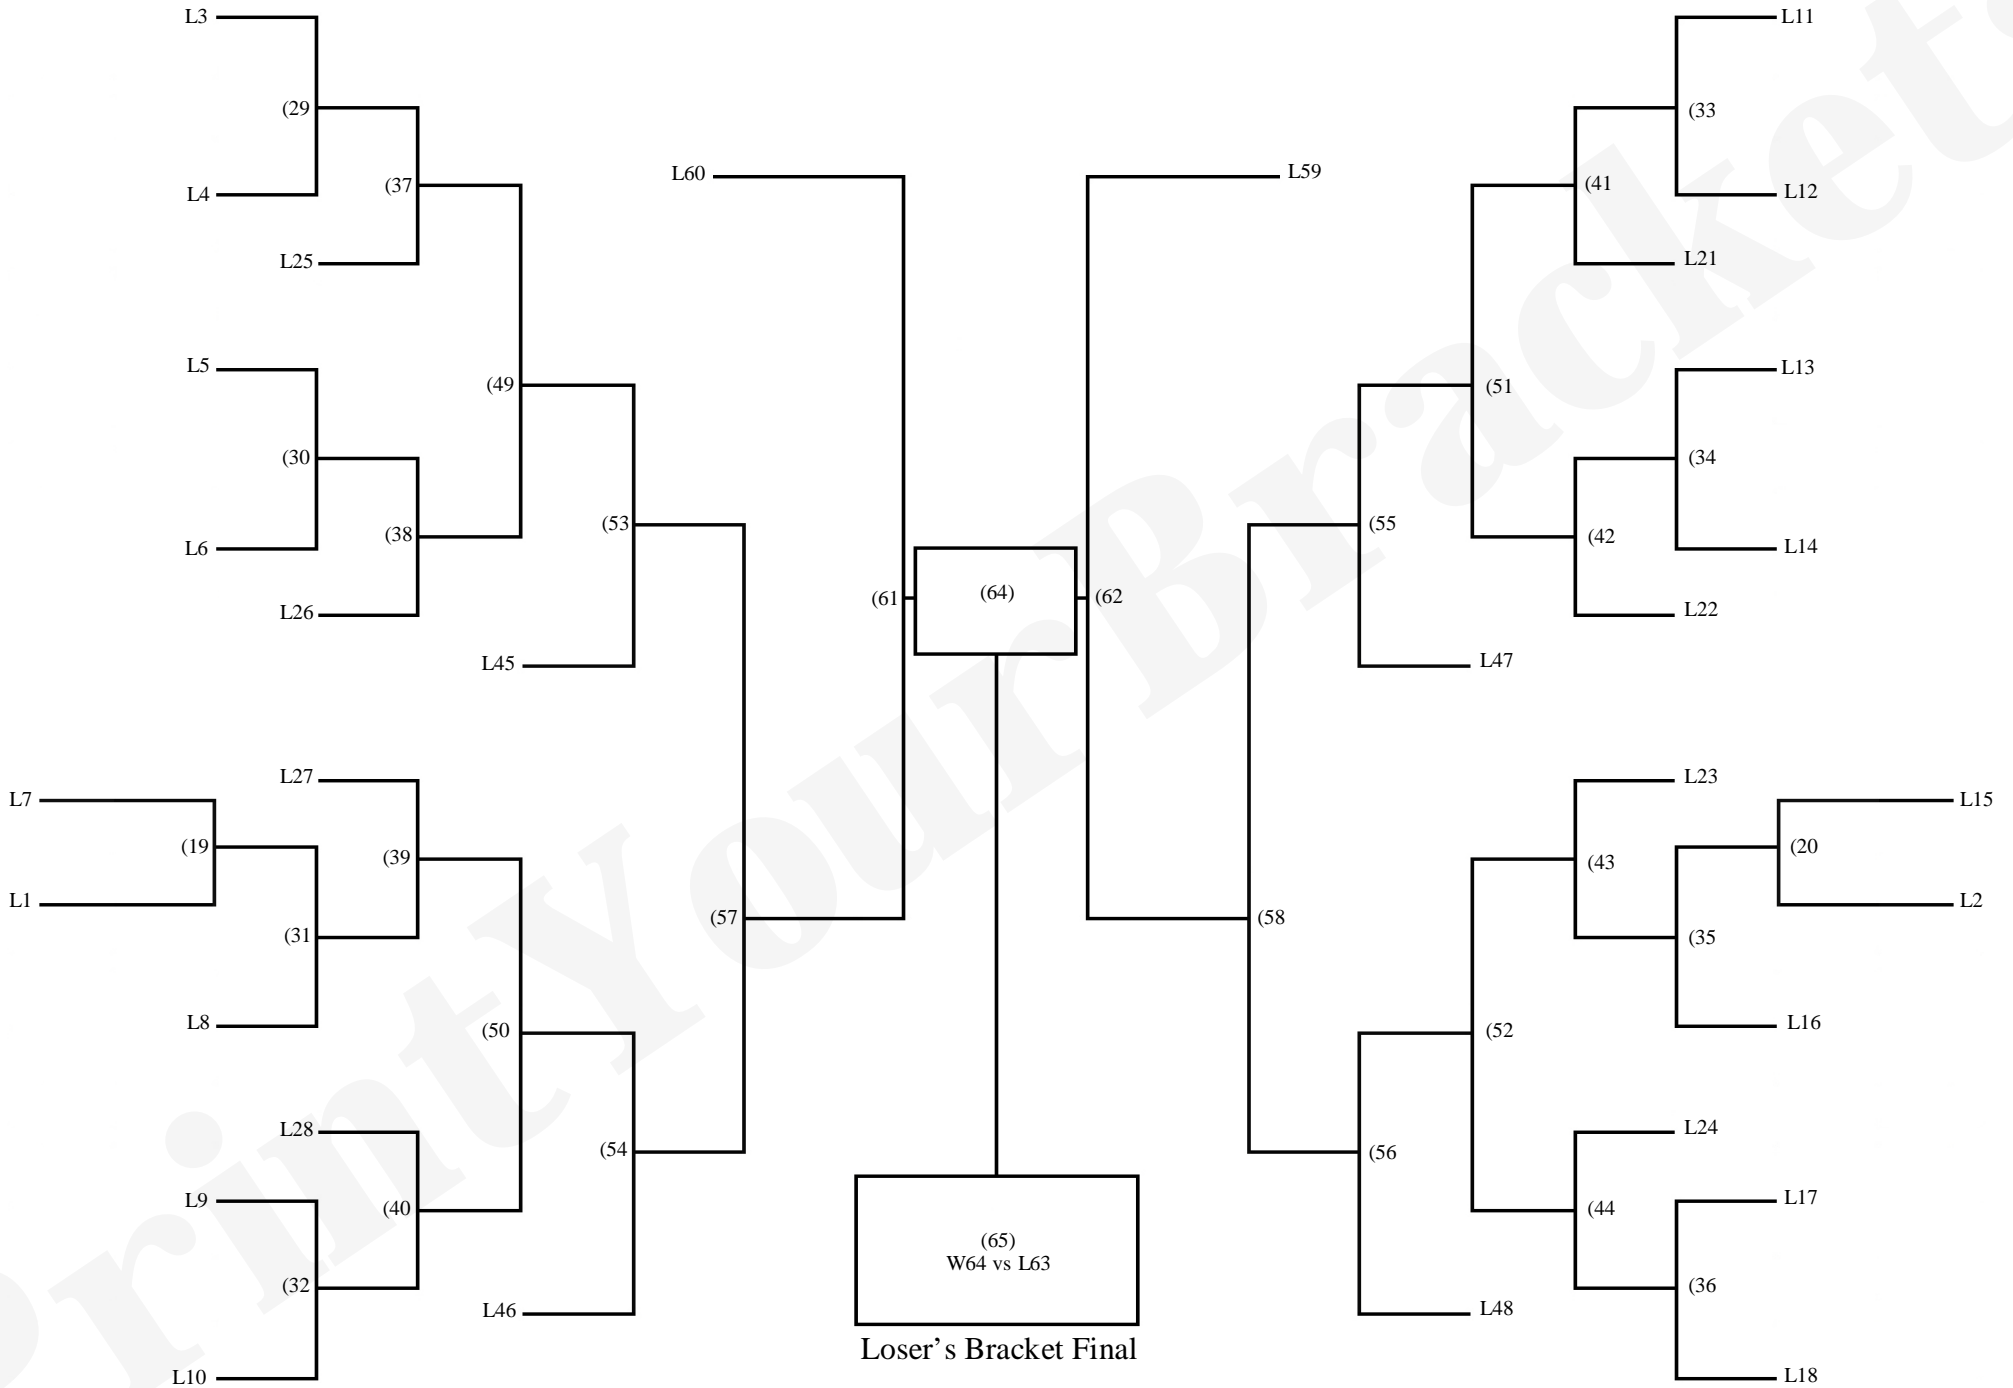 L3
L11
(29
(33
L60
L59
L4
(37
(41
L12
L25
L21
L5
L13
(49
(51
(30
(34
(53
(55
L6
(38
(42
L14
(61
(64)
(62
L26
L22
L45
L47
L27
L23
L7
L15
(19
(39
(43
(20
L1
L2
(57
(58
(31
(35
L8
L16
(50
(52
L28
L24
(54
(56
L9
L17
(40
(44
(65)
W64 vs L63
(32
(36
L46
L48
Loser's Bracket Final
L10
L18
PrintYourBrackets